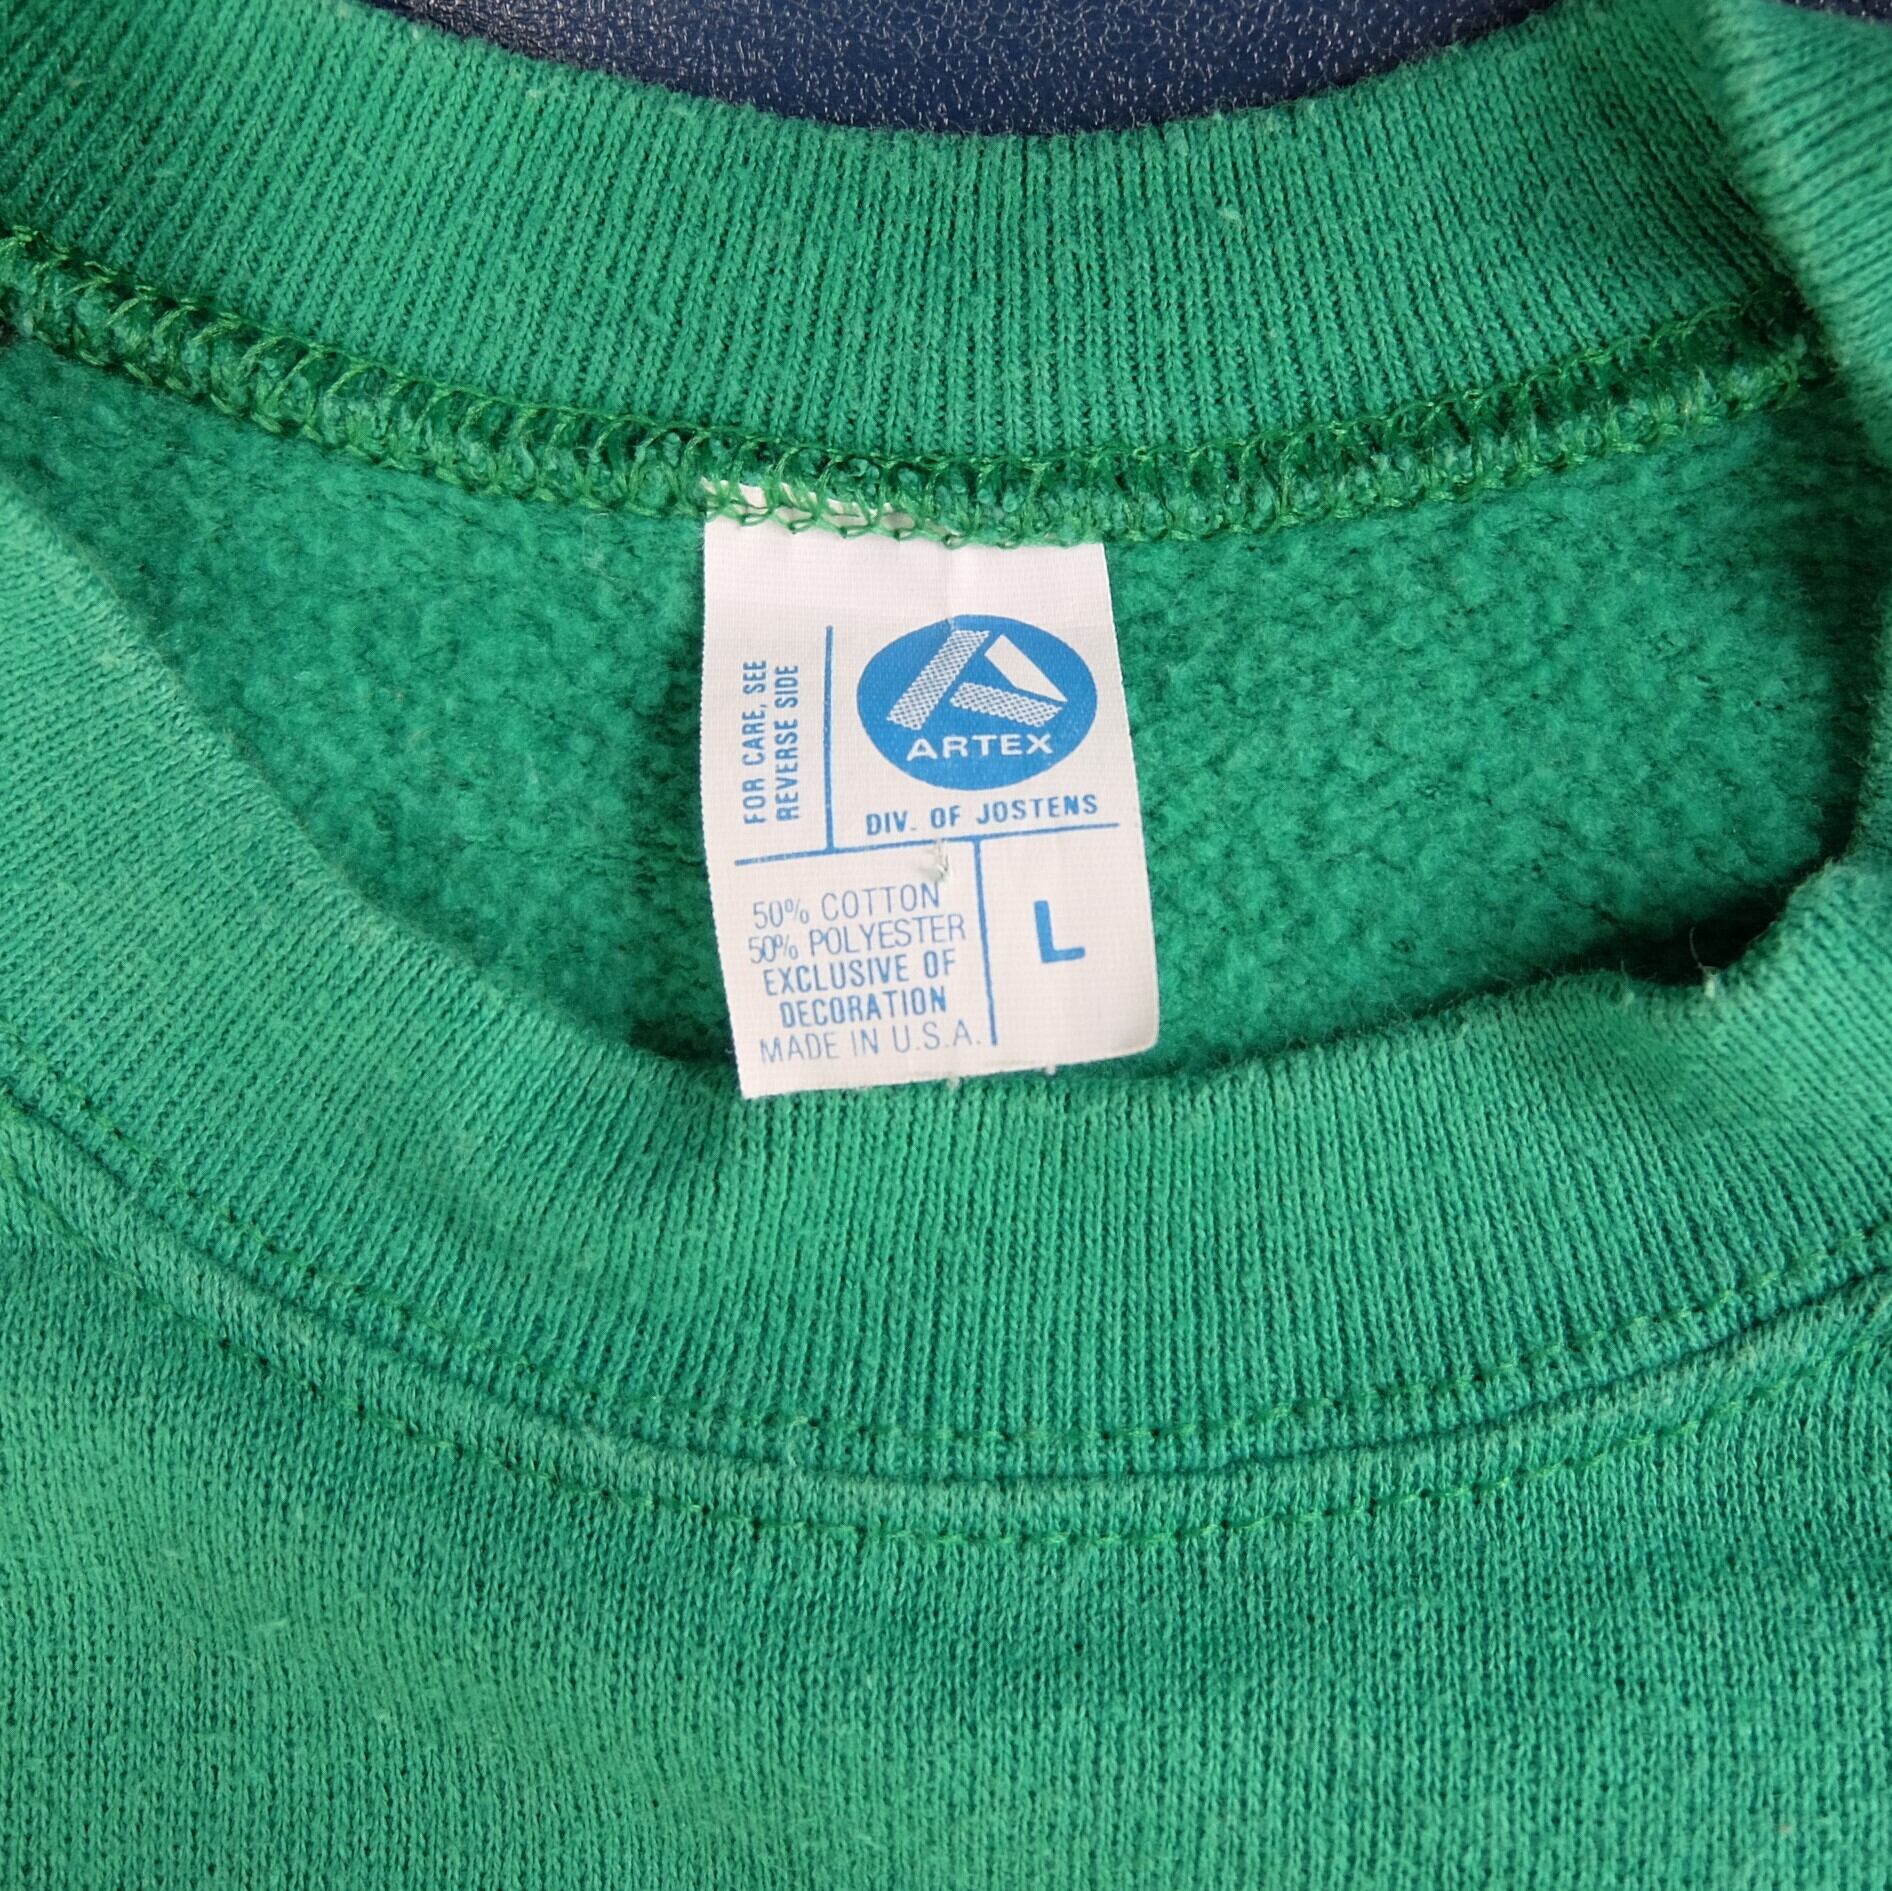 FOR CARE, SEE
REVERSE SIDE
ARTEX
DIV. OF JOSTENS
50% COTTON
50% POLYESTER
EXCLUSIVE OF
DECORATION
MADE IN U.S.A.
L